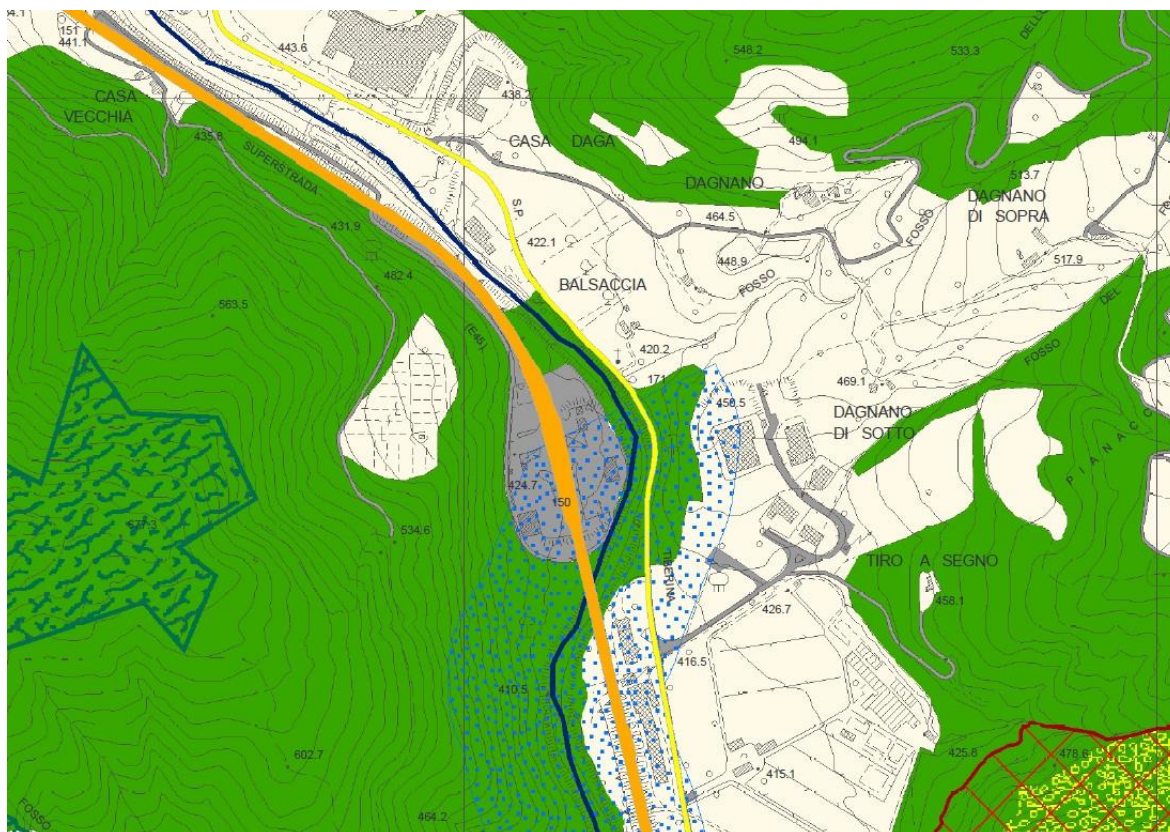 151
441.1
443.6
548.2
533.3
CASA
VECCHIA
438.2
435.8
CASA DAGA
494.1
SUPERSTRADA
DAGNANO
513.7
DAGNANO
DI SOPRA
S.P.
464.5
FOSSO
431.9
422.1
448.9
517.9
482.4
BALSACCIA
FOSSO
DEL
563.5
(E45)
420.2
FOSSO
171
469.1
450.5
DAGNANO
DI SOTTO
424.7
150
577.3
534.6
TIBERINA
TIRO A SEGNO
458.1
426.7
416.5
410.5
602.7
425.8
478.6
415.1
FOSSO
464.2